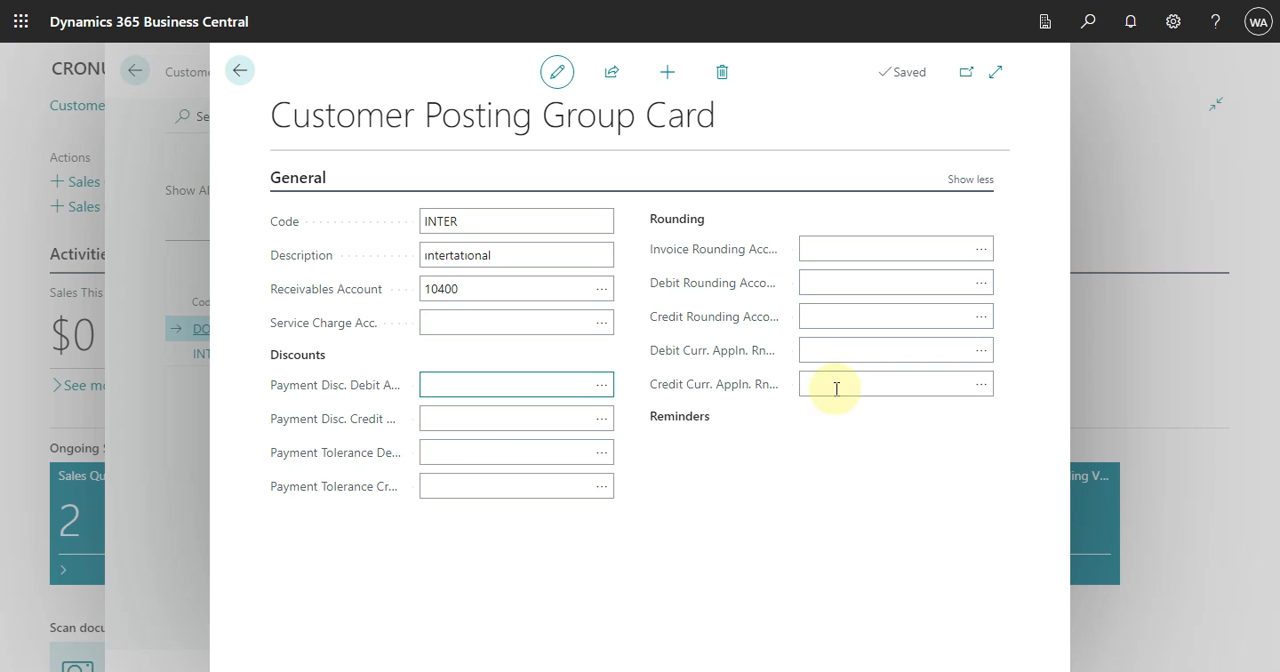 Dynamics 365 Business Central
WA
CRONU
Custome
Actions
Sales
Sales
Activitie
Sales This
$0
See mo
Ongoing S
Sales Qu
2
Scan docu
Custome
Se
Show Al
Cod
DO
INT
Saved
Customer Posting Group Card
General
Show less
Code
INTER
Description
intertational
Receivables Account
10400
Service Charge Acc.
Discounts
Payment Disc. Debit A...
Payment Disc. Credit ...
Payment Tolerance De...
Payment Tolerance Cr...
Rounding
Invoice Rounding Acc...
Debit Rounding Acco...
Credit Rounding Acco...
Debit Curr. Appln. Rn...
Credit Curr. Appln. Rn...
Reminders
ing V...